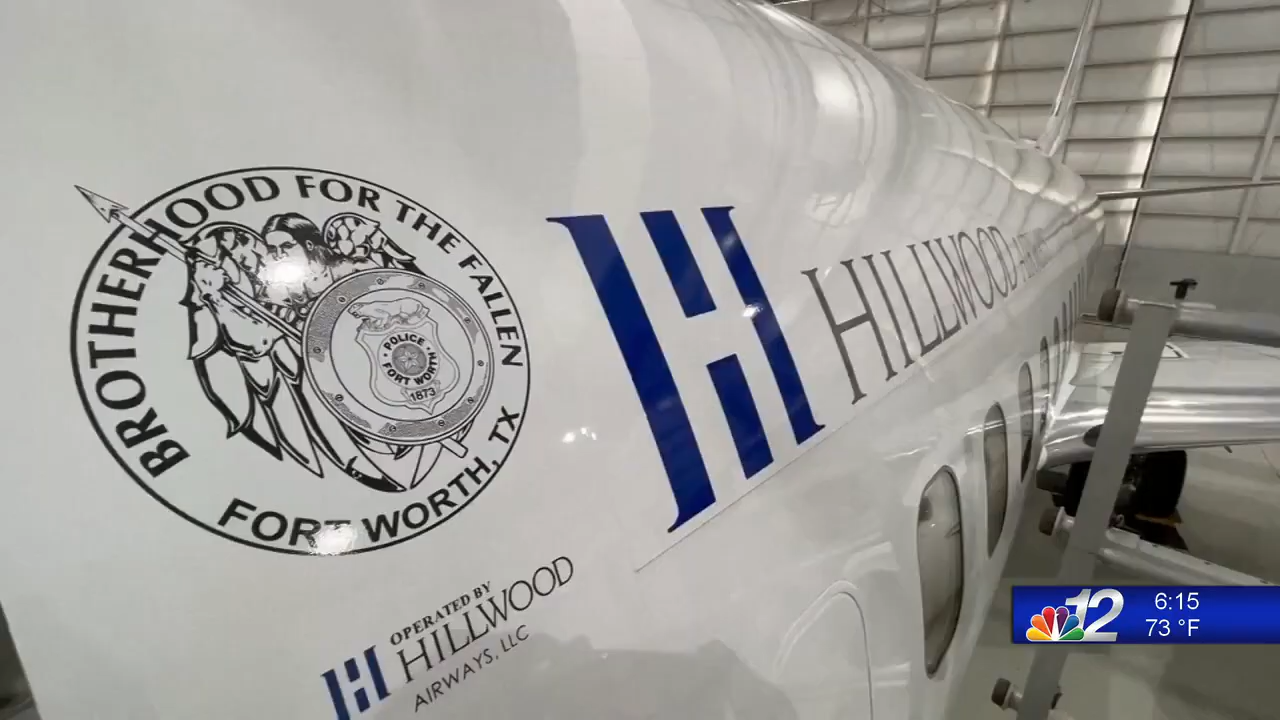 BROTHERHOOD FOR THE FALLEN
POLICE
FORT WORTH
1873
FORT WORTH, TX
H HILLWOOD
OPERATED BY
H HILLWOOD
AIRWAYS, LLC
12
6:15
73 °F